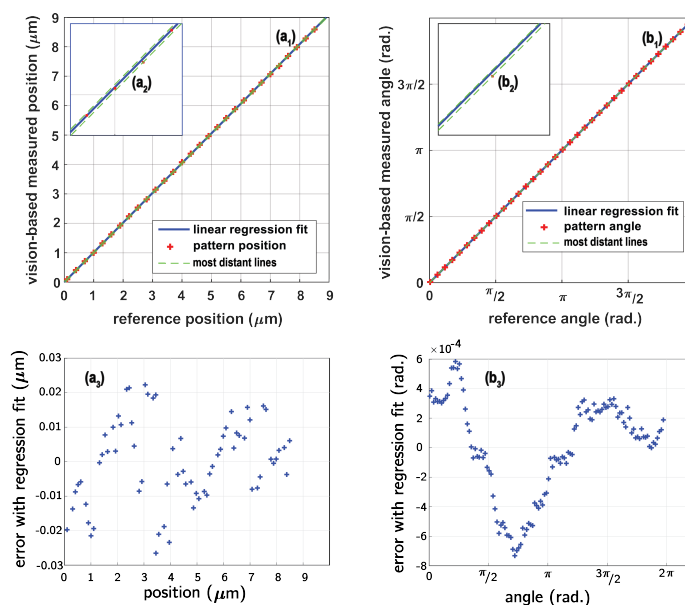 9
8
7
6
5
4
3
2
1
0
vision-based measured position (μm)
(a1)
(a2)
linear regression fit
pattern position
most distant lines
0 1 2 3 4 5 6 7 8 9
reference position (μm)
3π/2
π
π/2
0
vision-based measured angle (rad.)
(b1)
(b2)
linear regression fit
pattern angle
most distant lines
0 π/2 π 3π/2
reference angle (rad.)
0.03
0.02
0.01
0
-0.01
-0.02
-0.03
error with regression fit (μm)
(a3)
0 1 2 3 4 5 6 7 8 9
position (μm)
×10⁻⁴
6
4
2
0
-2
-4
-6
-8
error with regression fit (rad.)
(b3)
0 π/2 π 3π/2 2π
angle (rad.)